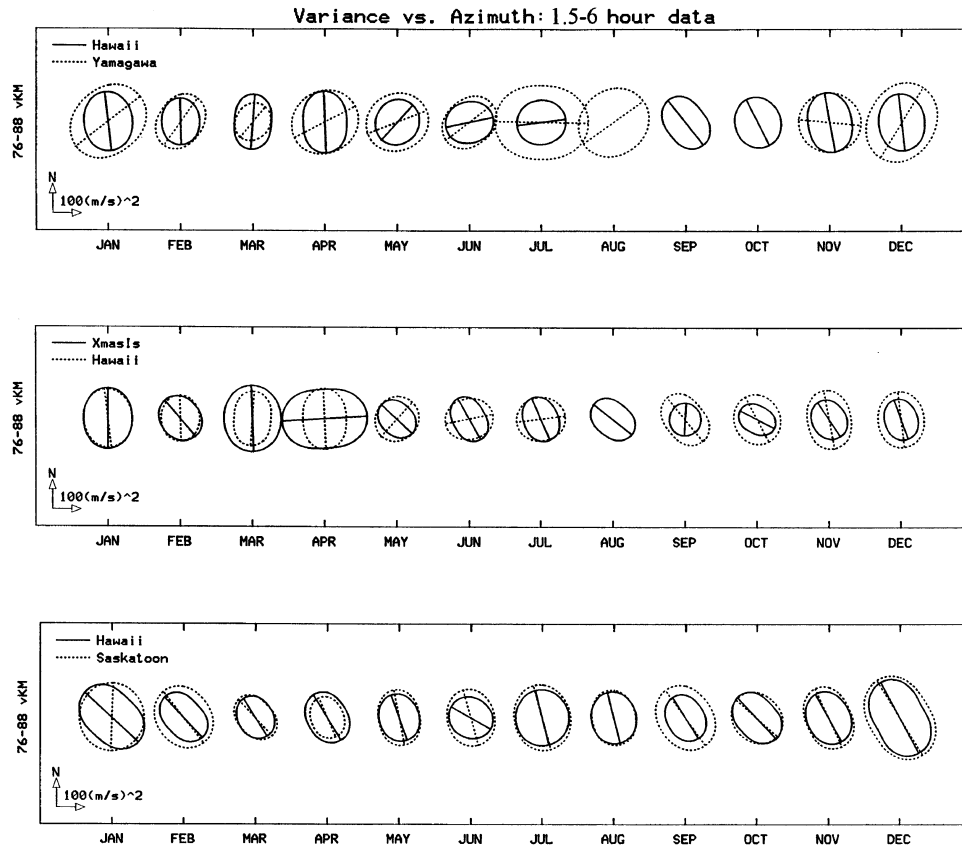 Variance vs. Azimuth: 1.5-6 hour data
Hawaii
Yamagawa
76-88 vKM
N
100(m/s)^2
JAN FEB MAR APR MAY JUN JUL AUG SEP OCT NOV DEC
XmasIs
Hawaii
76-88 vKM
N
100(m/s)^2
JAN FEB MAR APR MAY JUN JUL AUG SEP OCT NOV DEC
Hawaii
Saskatoon
76-88 vKM
N
100(m/s)^2
JAN FEB MAR APR MAY JUN JUL AUG SEP OCT NOV DEC